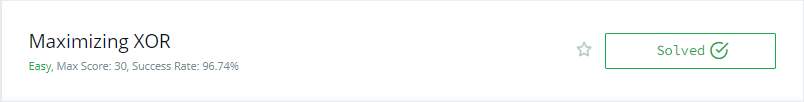 Maximizing XOR
Solved
Easy, Max Score: 30, Success Rate: 96.74%